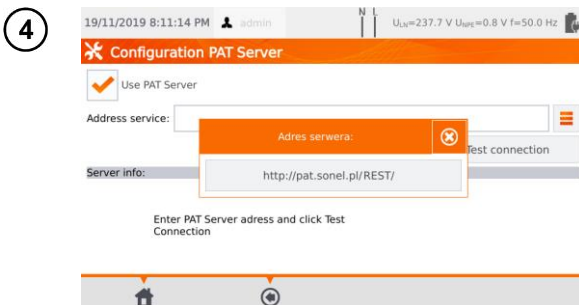 4
19/11/2019 8:11:14 PM admin N L U_LN=237.7 V U_NPE=0.8 V f=50.0 Hz
Configuration PAT Server
Use PAT Server
Address service:
Adres serwera:
Test connection
Server info:
http://pat.sonel.pl/REST/
Enter PAT Server adress and click Test
Connection